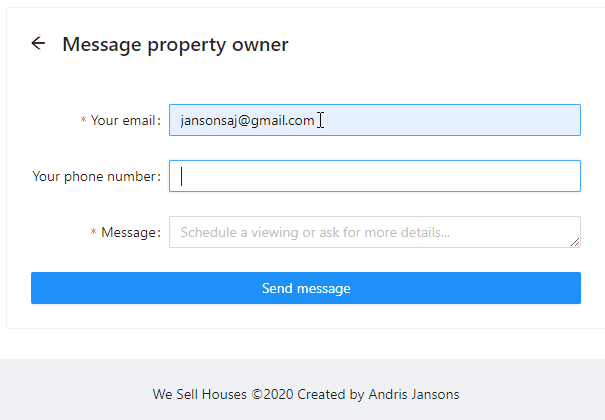 Message property owner
* Your email: jansonsaj@gmail.com
Your phone number:
* Message: Schedule a viewing or ask for more details...
Send message
We Sell Houses ©2020 Created by Andris Jansons